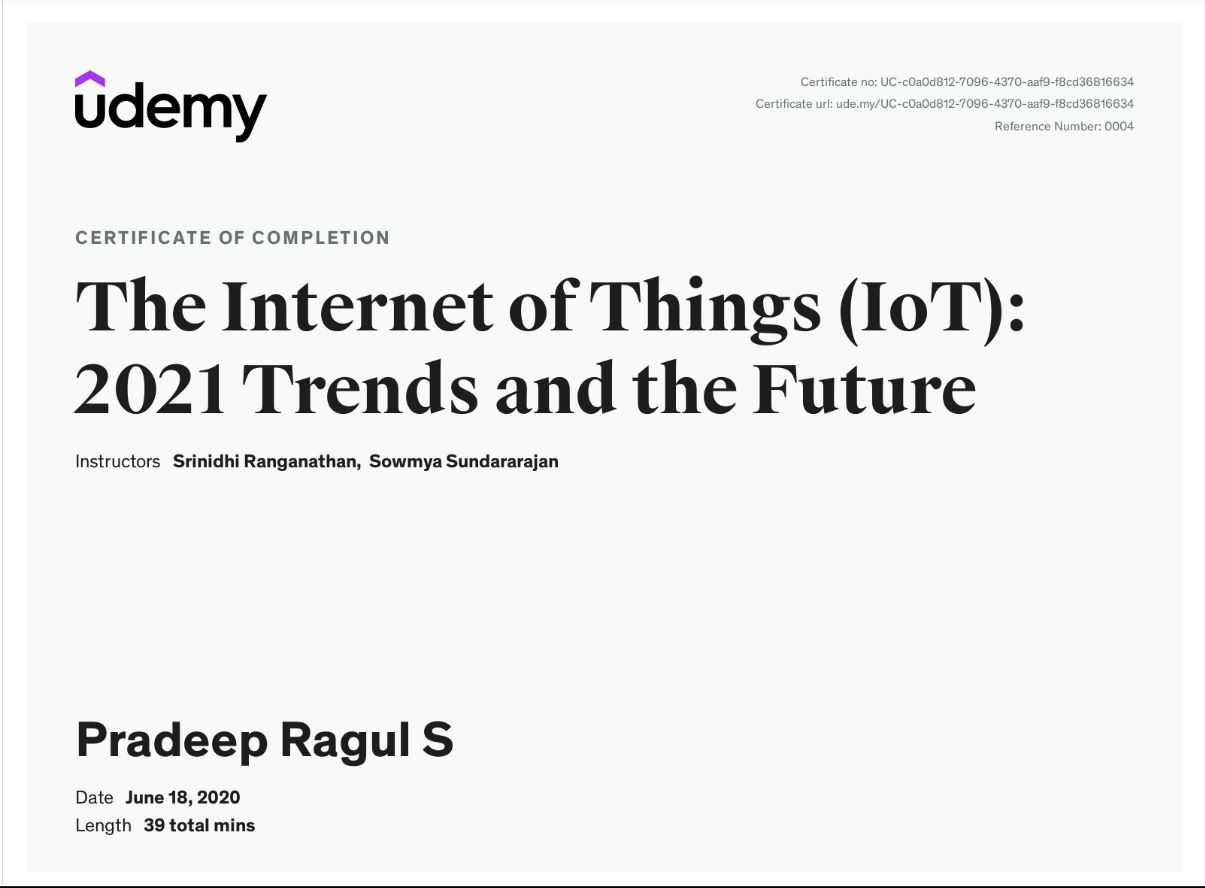 udemy
Certificate no: UC-c0a0d812-7096-4370-aaf9-f8cd36816634
Certificate url: ude.my/UC-c0a0d812-7096-4370-aaf9-f8cd36816634
Reference Number: 0004
CERTIFICATE OF COMPLETION
The Internet of Things (IoT):
2021 Trends and the Future
Instructors Srinidhi Ranganathan, Sowmya Sundararajan
Pradeep Ragul S
Date June 18, 2020
Length 39 total mins